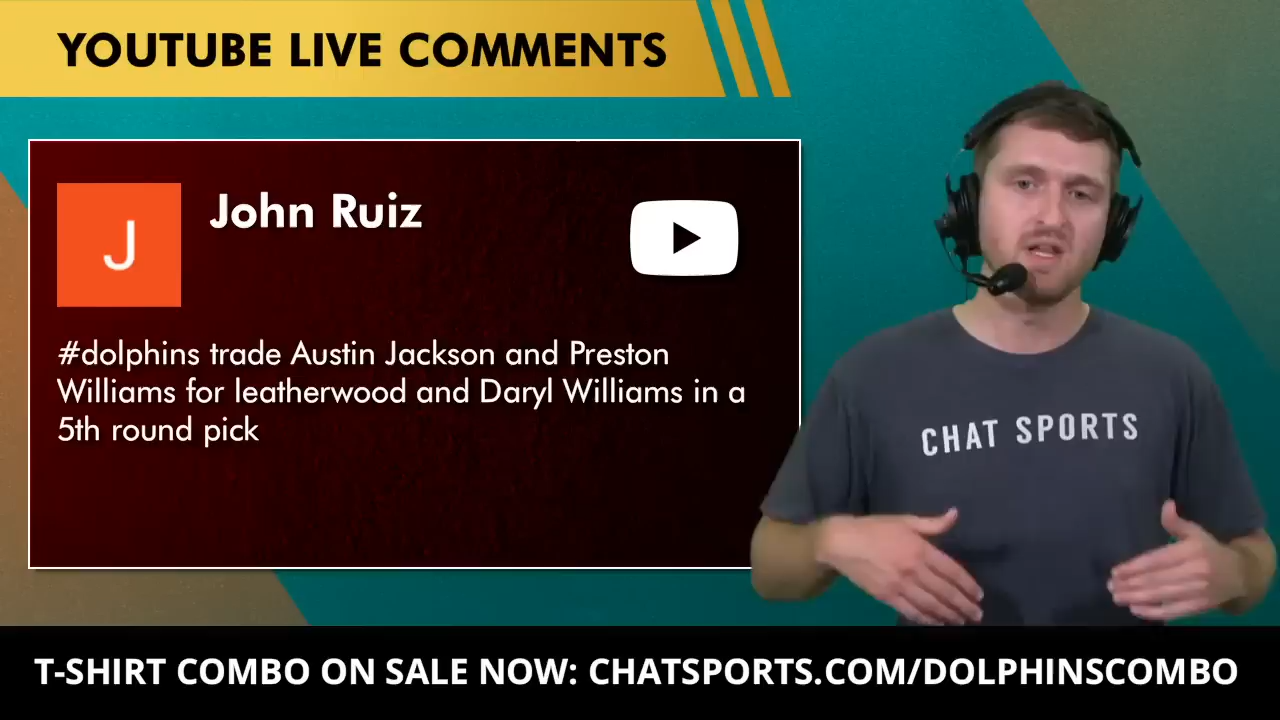 YOUTUBE LIVE COMMENTS
J
John Ruiz
#dolphins trade Austin Jackson and Preston
Williams for leatherwood and Daryl Williams in a
5th round pick
CHAT SPORTS
T-SHIRT COMBO ON SALE NOW: CHATSPORTS.COM/DOLPHINSCOMBO